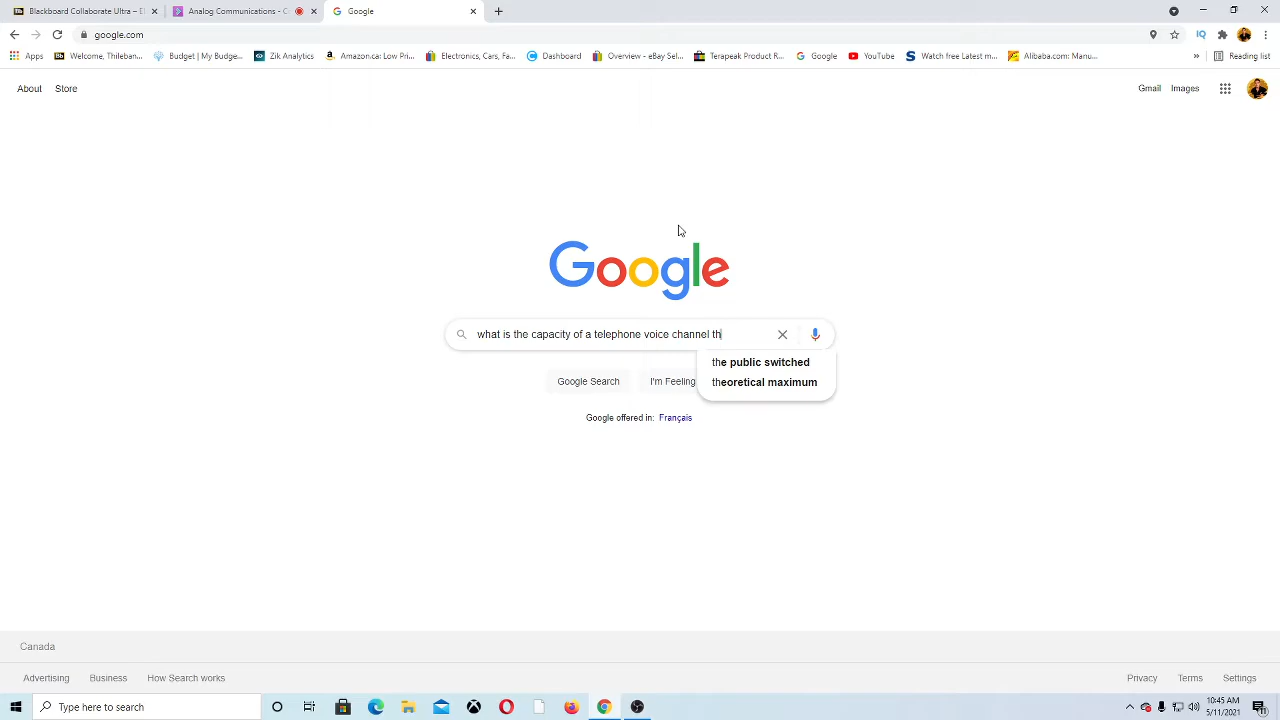 Blackboard Collaborate Ultra – El
Analog Communications - C
Google
google.com
Apps
Welcome, Thileban...
Budget | My Budge...
Zik Analytics
Amazon.ca: Low Pri...
Electronics, Cars, Fa...
Dashboard
Overview - eBay Sel...
Terapeak Product R...
Google
YouTube
Watch free Latest m...
Alibaba.com: Manu...
»
Reading list
About
Store
Gmail
Images
Google
what is the capacity of a telephone voice channel th
the public switched
theoretical maximum
Google Search
I'm Feeling
Google offered in: Français
Canada
Advertising
Business
How Search works
Privacy
Terms
Settings
Type here to search
10:45 AM
5/11/2021